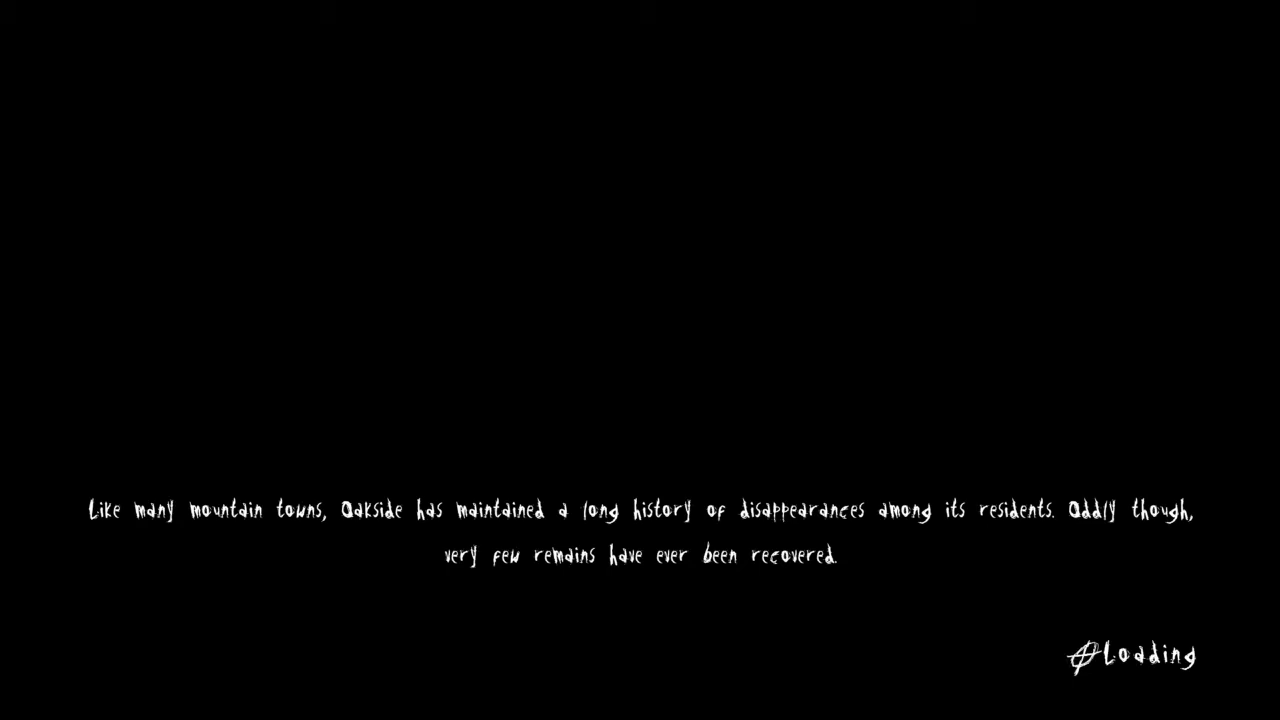 Like many mountain towns, Oakside has maintained a long history of disappearances among its residents. Oddly though,
very few remains have ever been recovered.
Loading